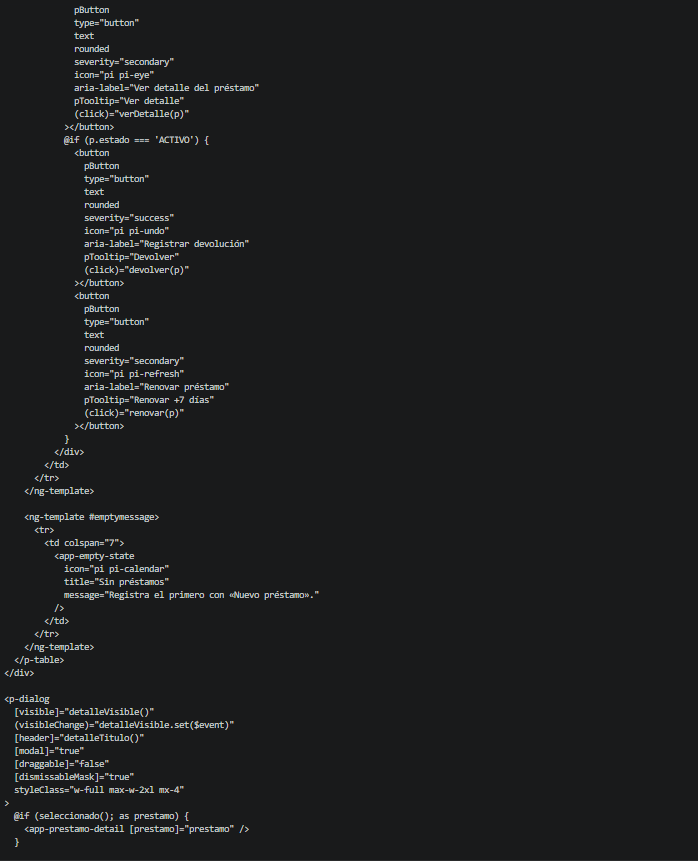 pButton
type="button"
text
rounded
severity="secondary"
icon="pi pi-eye"
aria-label="Ver detalle del préstamo"
pTooltip="Ver detalle"
(click)="verDetalle(p)"
></button>
@if (p.estado === 'ACTIVO') {
<button
pButton
type="button"
text
rounded
severity="success"
icon="pi pi-undo"
aria-label="Registrar devolución"
pTooltip="Devolver"
(click)="devolver(p)"
></button>
<button
pButton
type="button"
text
rounded
severity="secondary"
icon="pi pi-refresh"
aria-label="Renovar préstamo"
pTooltip="Renovar +7 días"
(click)="renovar(p)"
></button>
}
</div>
</td>
</tr>
</ng-template>
<ng-template #emptymessage>
<tr>
<td colspan="7">
<app-empty-state
icon="pi pi-calendar"
title="Sin préstamos"
message="Registra el primero con «Nuevo préstamo»."
/>
</td>
</tr>
</ng-template>
</p-table>
</div>
<p-dialog
[visible]="detalleVisible()"
(visibleChange)="detalleVisible.set($event)"
[header]="detalleTitulo()"
[modal]="true"
[draggable]="false"
[dismissableMask]="true"
styleClass="w-full max-w-2xl mx-4"
>
@if (seleccionado(); as prestamo) {
<app-prestamo-detail [prestamo]="prestamo" />
}